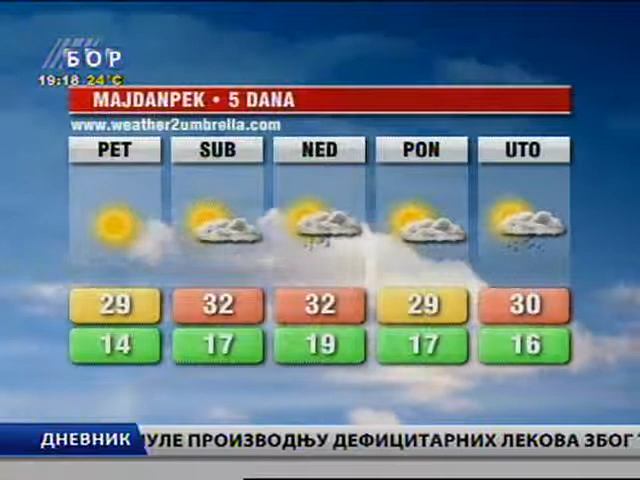 БОР
19:18 24°C
MAJDANPEK • 5 DANA
www.weather2umbrella.com
PET SUB NED PON UTO
29 32 32 29 30
14 17 19 17 16
ДНЕВНИК ПРОИЗВОДЊУ ДЕФИЦИТАРНИХ ЛЕКОВА ЗБОГ